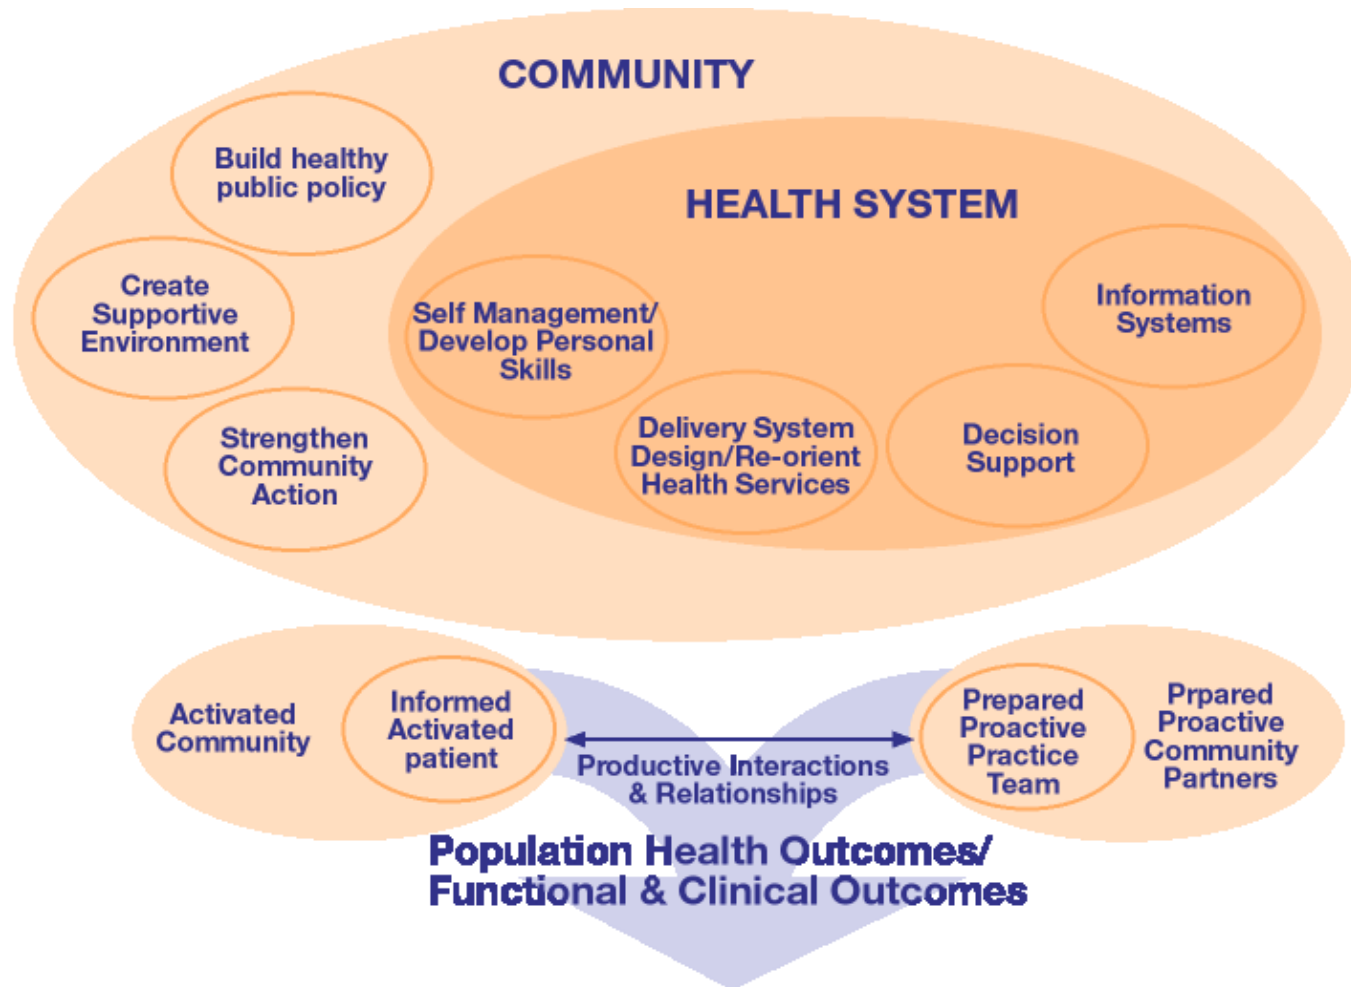 COMMUNITY
Build healthy
public policy
HEALTH SYSTEM
Create
Supportive
Environment
Self Management/
Develop Personal
Skills
Information
Systems
Strengthen
Community
Action
Delivery System
Design/Re-orient
Health Services
Decision
Support
Activated
Community
Informed
Activated
patient
Productive Interactions
& Relationships
Prepared
Proactive
Practice
Team
Prpared
Proactive
Community
Partners
Population Health Outcomes/
Functional & Clinical Outcomes